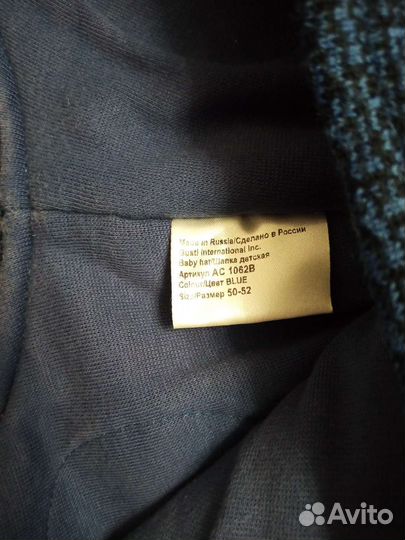 Made in Russia/Сделано в России
Gusti International Inc.
Baby hat/Шапка детская
Артикул AC 1062B
Colour/Цвет BLUE
Size/Размер 50-52
Avito